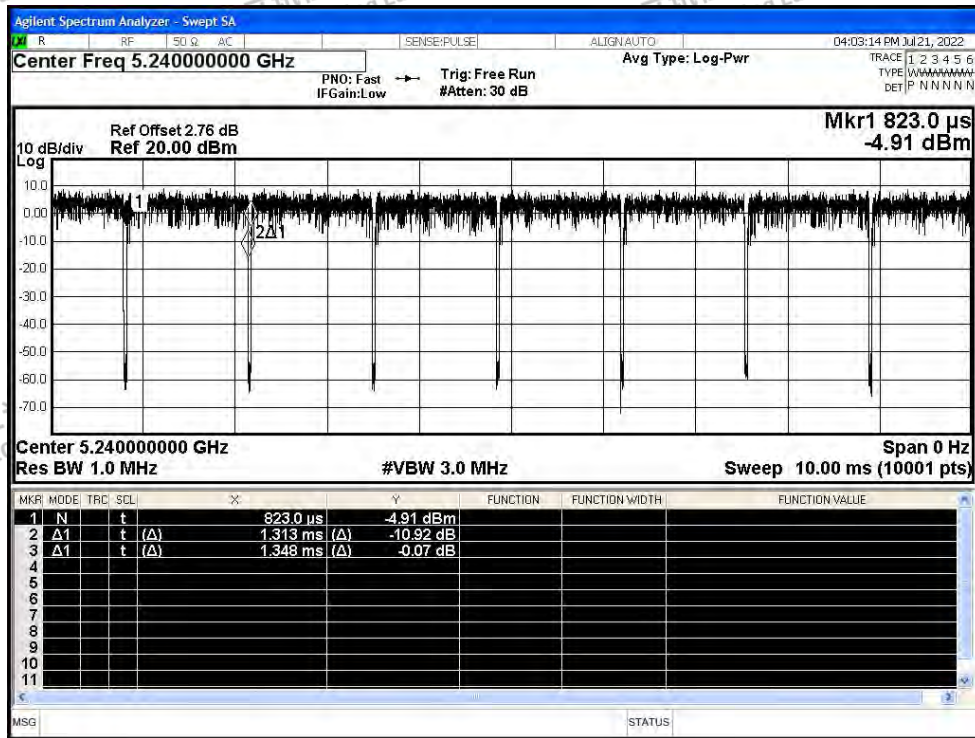 Agilent Spectrum Analyzer - Swept SA
LXI R RF 50 Ω AC SENSE:PULSE ALIGN AUTO 04:03:14 PM Jul 21, 2022
Center Freq 5.240000000 GHz Avg Type: Log-Pwr TRACE 1 2 3 4 5 6
PNO: Fast Trig: Free Run TYPE WWWWWW
IFGain:Low #Atten: 30 dB DET P N N N N N
Mkr1 823.0 µs
Ref Offset 2.76 dB
10 dB/div Ref 20.00 dBm -4.91 dBm
Log
10.0
1
0.00
2Δ1
-10.0
-20.0
-30.0
-40.0
-50.0
-60.0
-70.0
Center 5.240000000 GHz Span 0 Hz
Res BW 1.0 MHz #VBW 3.0 MHz Sweep 10.00 ms (10001 pts)
MKR MODE TRC SCL X Y FUNCTION FUNCTION WIDTH FUNCTION VALUE
1 N t 823.0 µs -4.91 dBm
2 Δ1 t (Δ) 1.313 ms (Δ) -10.92 dB
3 Δ1 t (Δ) 1.348 ms (Δ) -0.07 dB
4
5
6
7
8
9
10
11
MSG STATUS